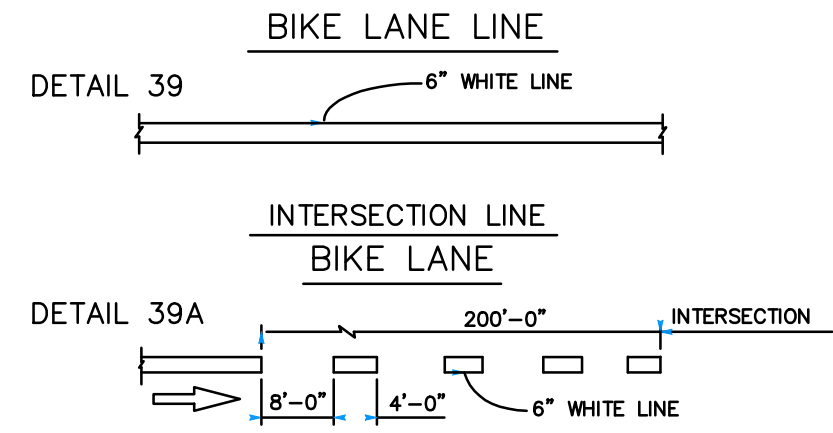 BIKE LANE LINE
DETAIL 39
6" WHITE LINE
INTERSECTION LINE
BIKE LANE
DETAIL 39A
200'-0"
INTERSECTION
8'-0"
4'-0"
6" WHITE LINE